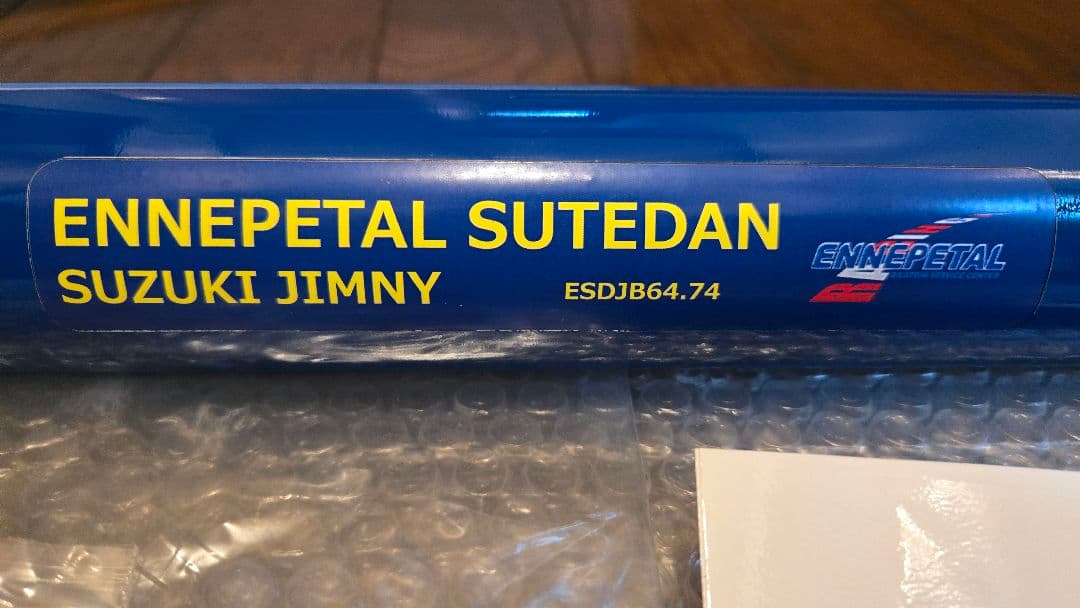 ENNEPETAL SUTEDAN
SUZUKI JIMNY
ESDJB64.74
ENNEPETAL